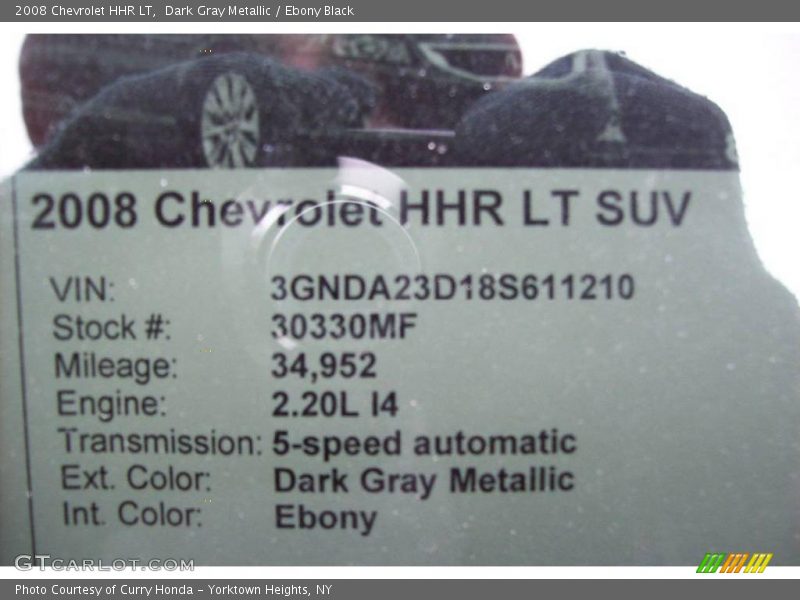 2008 Chevrolet HHR LT,  Dark Gray Metallic / Ebony Black
2008 Chevrolet HHR LT SUV
VIN: 3GNDA23D18S611210
Stock #: 30330MF
Mileage: 34,952
Engine: 2.20L I4
Transmission: 5-speed automatic
Ext. Color: Dark Gray Metallic
Int. Color: Ebony
GTCARLOT.COM
Photo Courtesy of Curry Honda - Yorktown Heights, NY